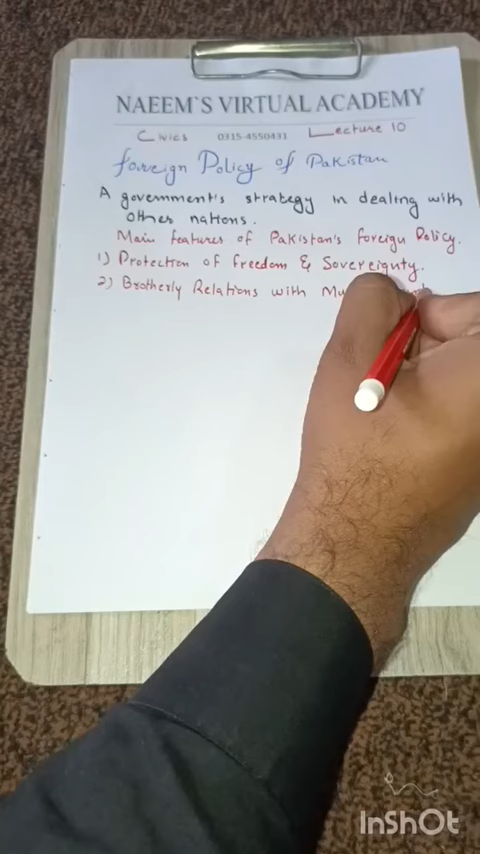 NAEEM'S VIRTUAL ACADEMY
Civics 0315-4550431 Lecture 10
Foreign Policy of Pakistan
A government's strategy in dealing with
other nations.
Main features of Pakistan's Foreign Policy.
1) Protection of freedom & Sovereignty.
2) Brotherly Relations with
InShOt